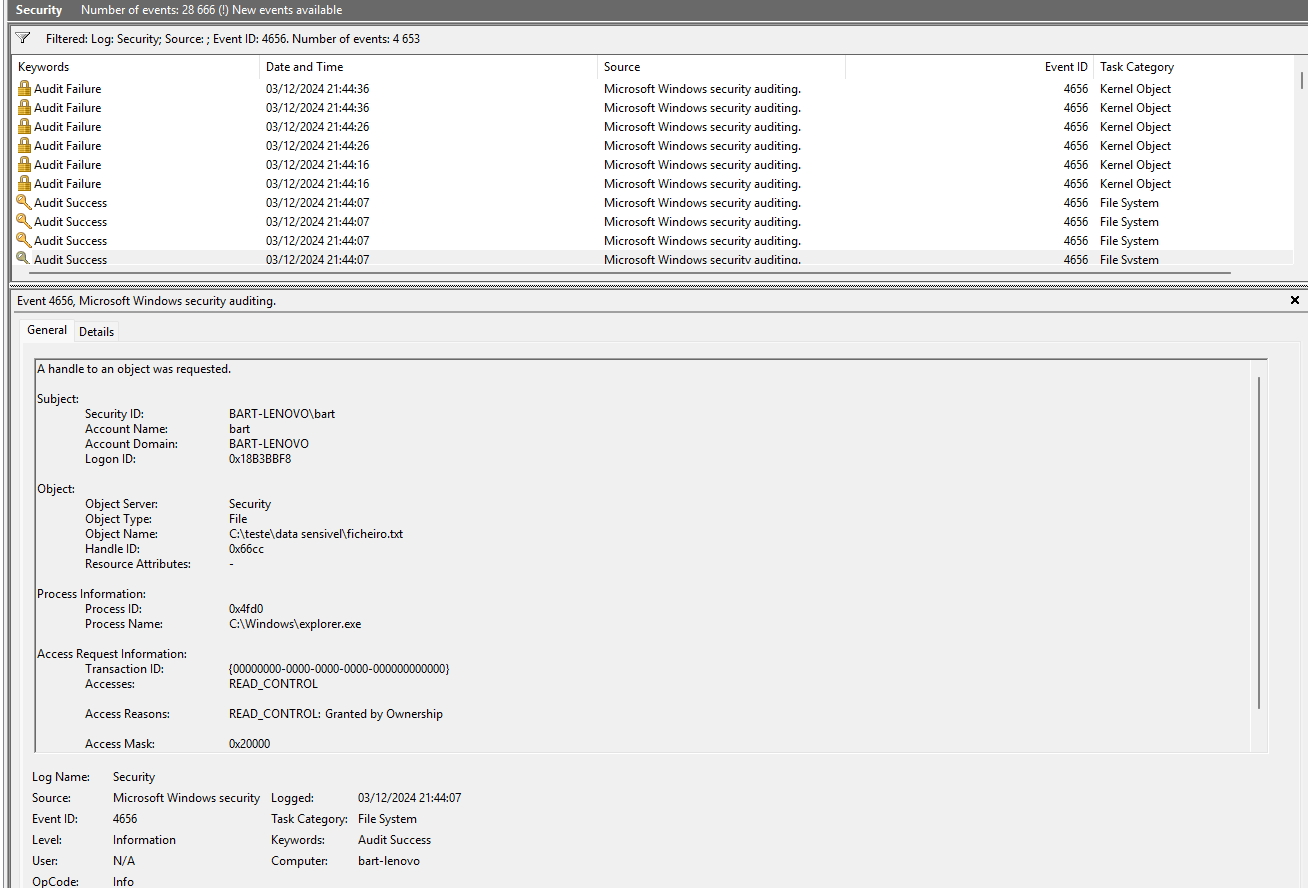 Security Number of events: 28 666 (!) New events available
Filtered: Log: Security; Source: ; Event ID: 4656. Number of events: 4 653
Keywords Date and Time Source Event ID Task Category
Audit Failure 03/12/2024 21:44:36 Microsoft Windows security auditing. 4656 Kernel Object
Audit Failure 03/12/2024 21:44:36 Microsoft Windows security auditing. 4656 Kernel Object
Audit Failure 03/12/2024 21:44:26 Microsoft Windows security auditing. 4656 Kernel Object
Audit Failure 03/12/2024 21:44:26 Microsoft Windows security auditing. 4656 Kernel Object
Audit Failure 03/12/2024 21:44:16 Microsoft Windows security auditing. 4656 Kernel Object
Audit Failure 03/12/2024 21:44:16 Microsoft Windows security auditing. 4656 Kernel Object
Audit Success 03/12/2024 21:44:07 Microsoft Windows security auditing. 4656 File System
Audit Success 03/12/2024 21:44:07 Microsoft Windows security auditing. 4656 File System
Audit Success 03/12/2024 21:44:07 Microsoft Windows security auditing. 4656 File System
Audit Success 03/12/2024 21:44:07 Microsoft Windows security auditing. 4656 File System
Event 4656, Microsoft Windows security auditing.
General Details
A handle to an object was requested.
Subject:
Security ID: BART-LENOVO\bart
Account Name: bart
Account Domain: BART-LENOVO
Logon ID: 0x18B3BBF8
Object:
Object Server: Security
Object Type: File
Object Name: C:\teste\data sensivel\ficheiro.txt
Handle ID: 0x66cc
Resource Attributes: -
Process Information:
Process ID: 0x4fd0
Process Name: C:\Windows\explorer.exe
Access Request Information:
Transaction ID: {00000000-0000-0000-0000-000000000000}
Accesses: READ_CONTROL
Access Reasons: READ_CONTROL: Granted by Ownership
Access Mask: 0x20000
Log Name: Security
Source: Microsoft Windows security Logged: 03/12/2024 21:44:07
Event ID: 4656 Task Category: File System
Level: Information Keywords: Audit Success
User: N/A Computer: bart-lenovo
OpCode: Info